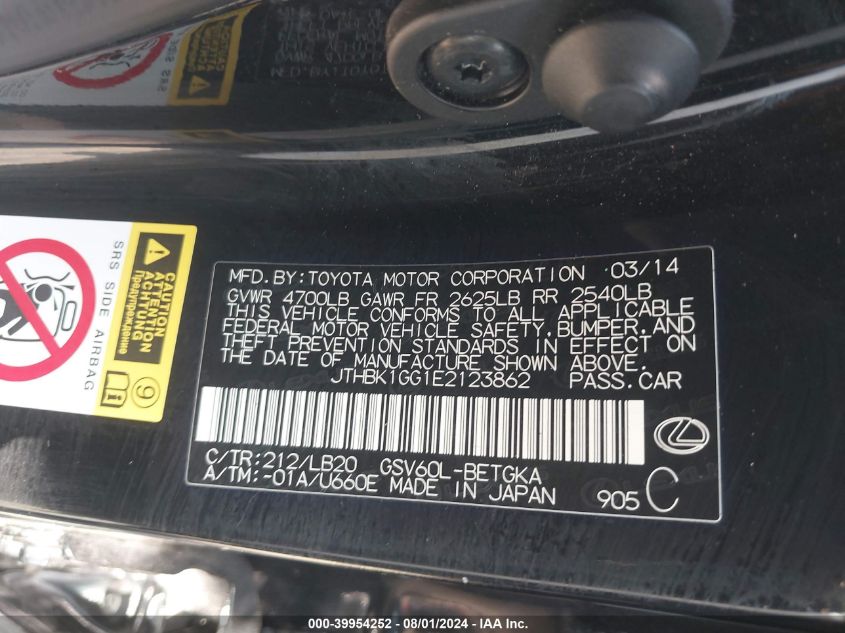 SRS SIDE AIRBAG
CAUTION
ATTENTION
ACHTUNG
Предупреждение
MFD. BY: TOYOTA MOTOR CORPORATION 03/14
GVWR 4700LB GAWR FR 2625LB RR 2540LB
THIS VEHICLE CONFORMS TO ALL APPLICABLE
FEDERAL MOTOR VEHICLE SAFETY, BUMPER, AND
THEFT PREVENTION STANDARDS IN EFFECT ON
THE DATE OF MANUFACTURE SHOWN ABOVE.
JTHBK1GG1E2123862 PASS.CAR
C/TR:212/LB20 GSV60L-BETGKA
A/TM:-01A/U660E MADE IN JAPAN 905 C
000-39954252 - 08/01/2024 - IAA Inc.